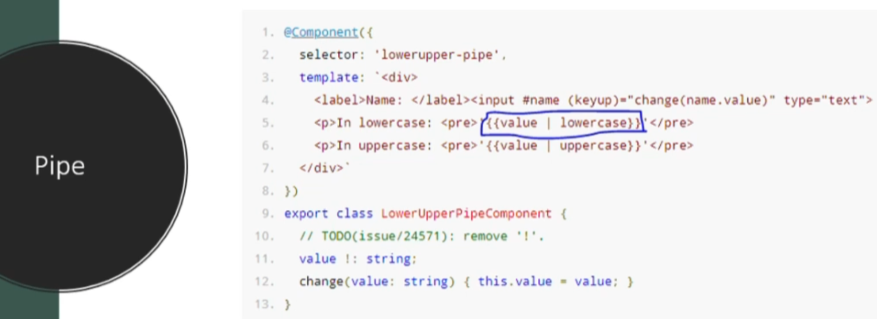 Pipe
1. @Component({
2. selector: 'lowerupper-pipe',
3. template: `<div>
4. <label>Name: </label><input #name (keyup)="change(name.value)" type="text">
5. <p>In lowercase: <pre>'{{value | lowercase}}'</pre>
6. <p>In uppercase: <pre>'{{value | uppercase}}'</pre>
7. </div>`
8. })
9. export class LowerUpperPipeComponent {
10. // TODO(issue/24571): remove '!'.
11. value !: string;
12. change(value: string) { this.value = value; }
13. }